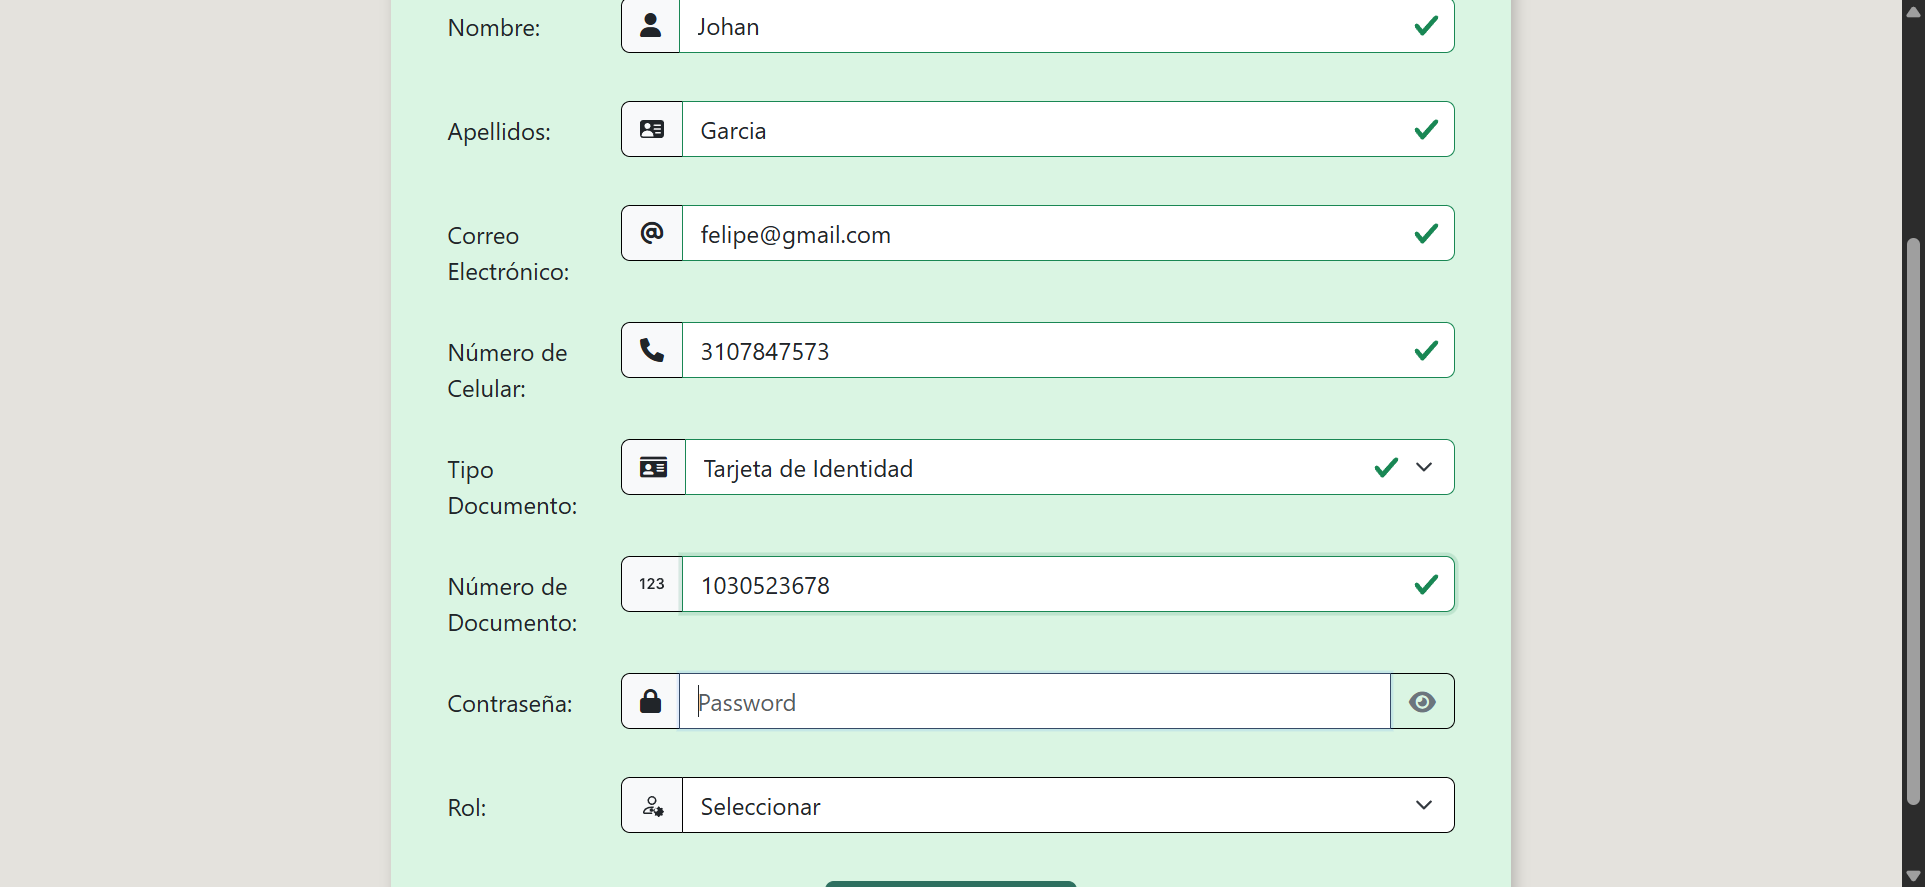 Nombre:
Johan
Apellidos:
Garcia
Correo
Electrónico:
felipe@gmail.com
Número de
Celular:
3107847573
Tipo
Documento:
Tarjeta de Identidad
Número de
Documento:
123
1030523678
Contraseña:
Password
Rol:
Seleccionar